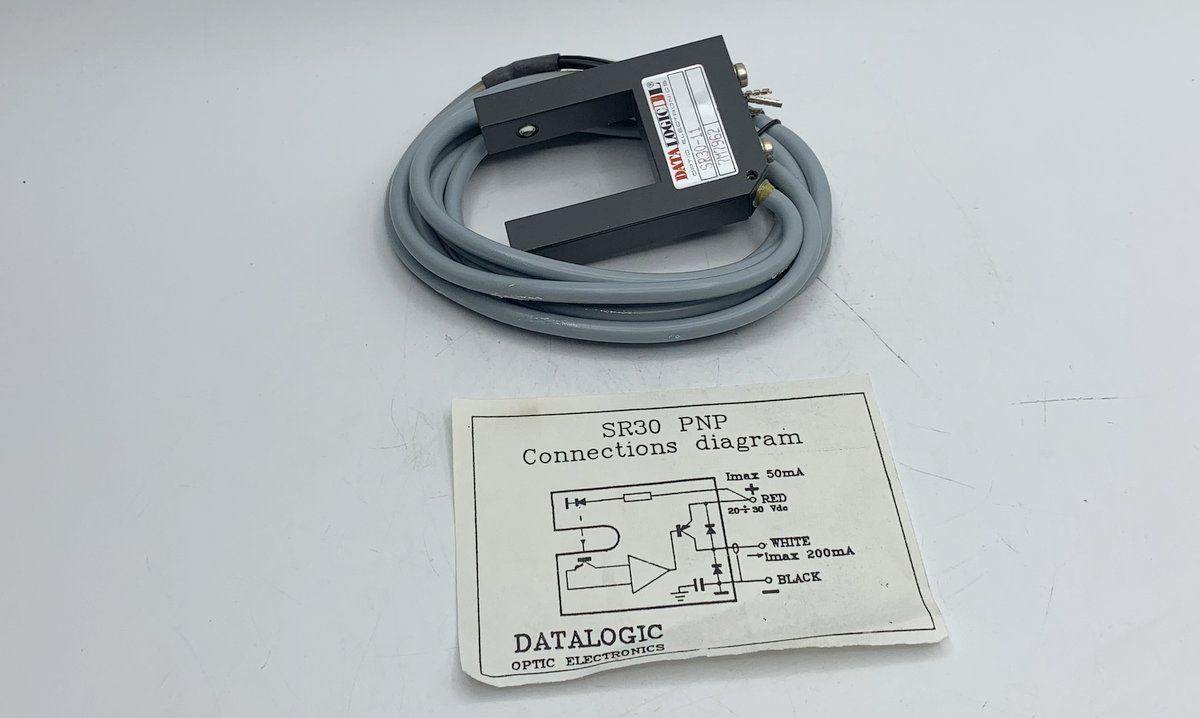 DATALOGIC
SR30-11
SR30 PNP
Connections diagram
Imax 50mA
+
RED
20÷30 Vdc
WHITE
Imax 200mA
BLACK
−
DATALOGIC
OPTIC ELECTRONICS